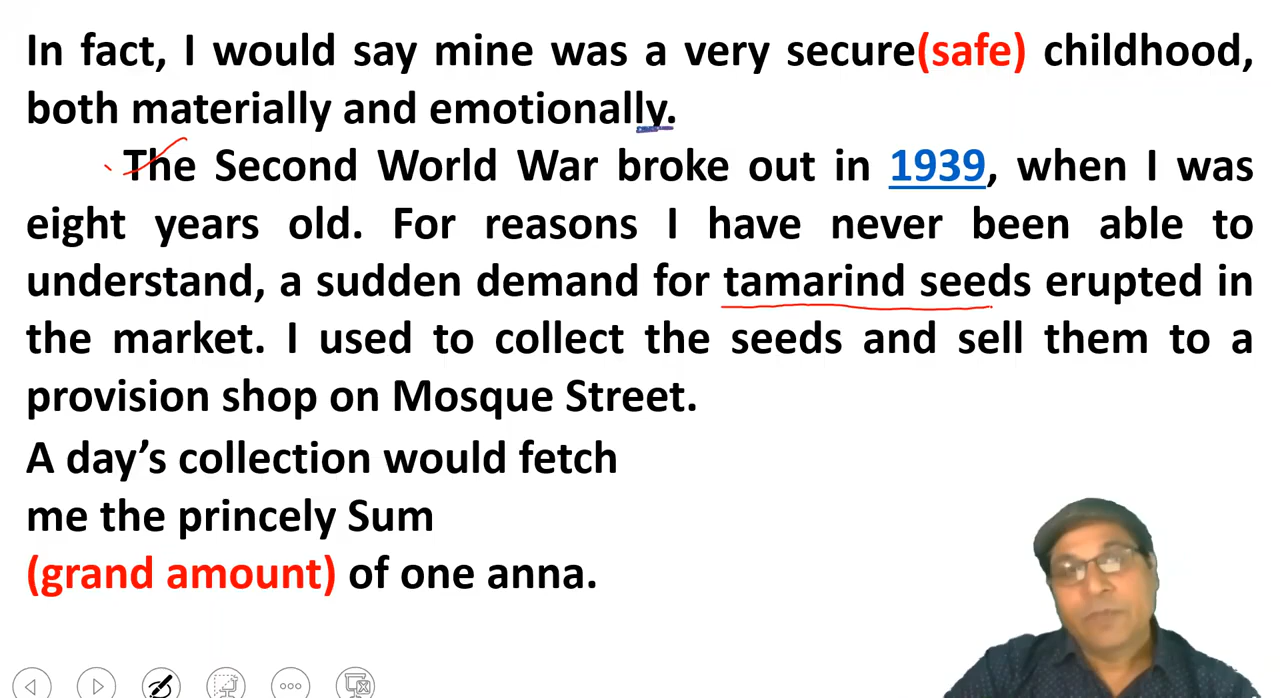 In fact, I would say mine was a very secure(safe) childhood,
both materially and emotionally.
The Second World War broke out in 1939, when I was
eight years old. For reasons I have never been able to
understand, a sudden demand for tamarind seeds erupted in
the market. I used to collect the seeds and sell them to a
provision shop on Mosque Street.
A day’s collection would fetch
me the princely Sum
(grand amount) of one anna.